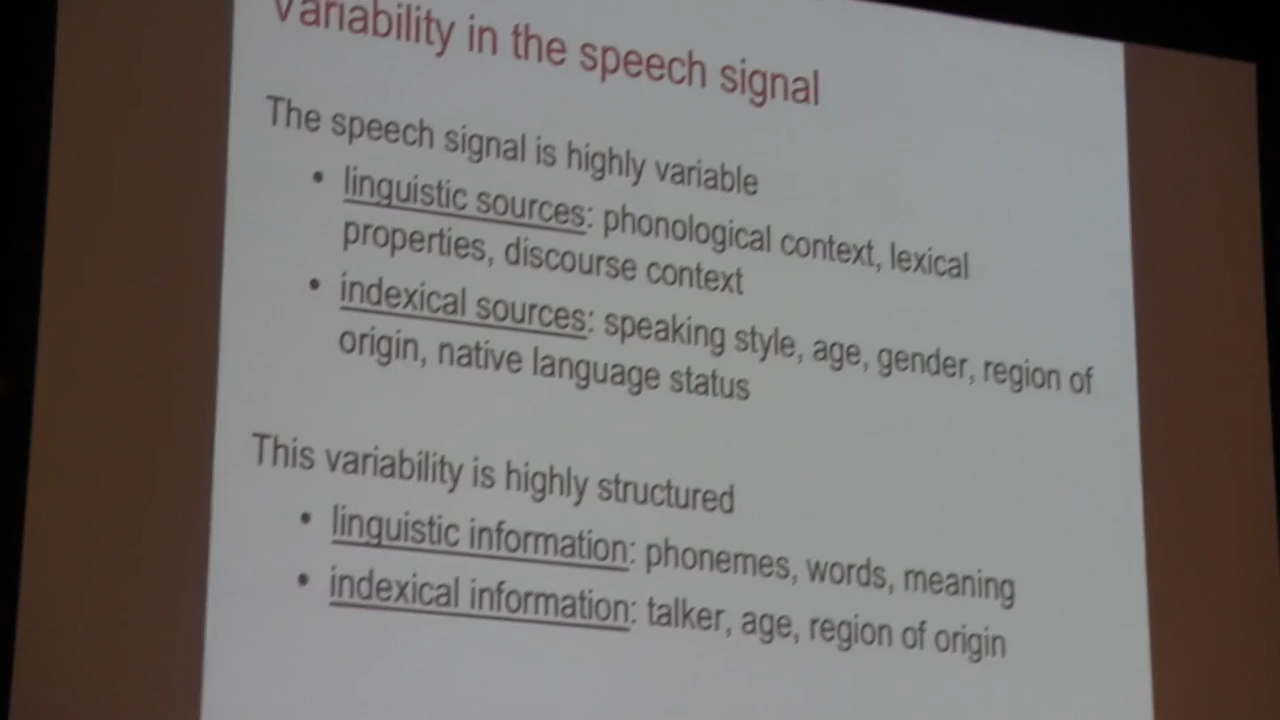 Variability in the speech signal
The speech signal is highly variable
• linguistic sources: phonological context, lexical
properties, discourse context
• indexical sources: speaking style, age, gender, region of
origin, native language status
This variability is highly structured
• linguistic information: phonemes, words, meaning
• indexical information: talker, age, region of origin